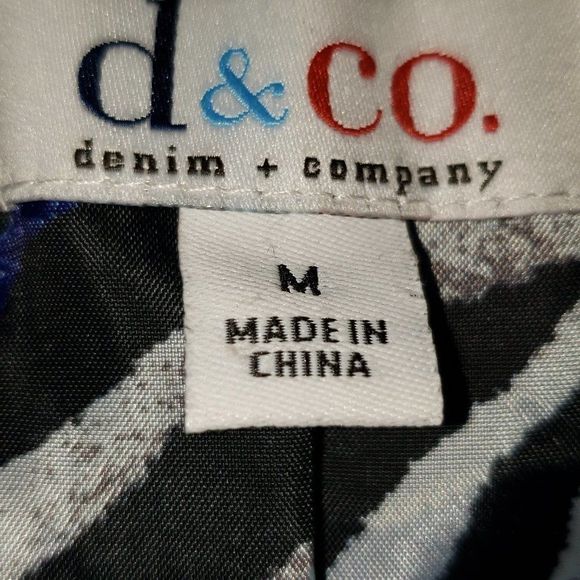 d & co.
denim + company
M
MADE IN
CHINA